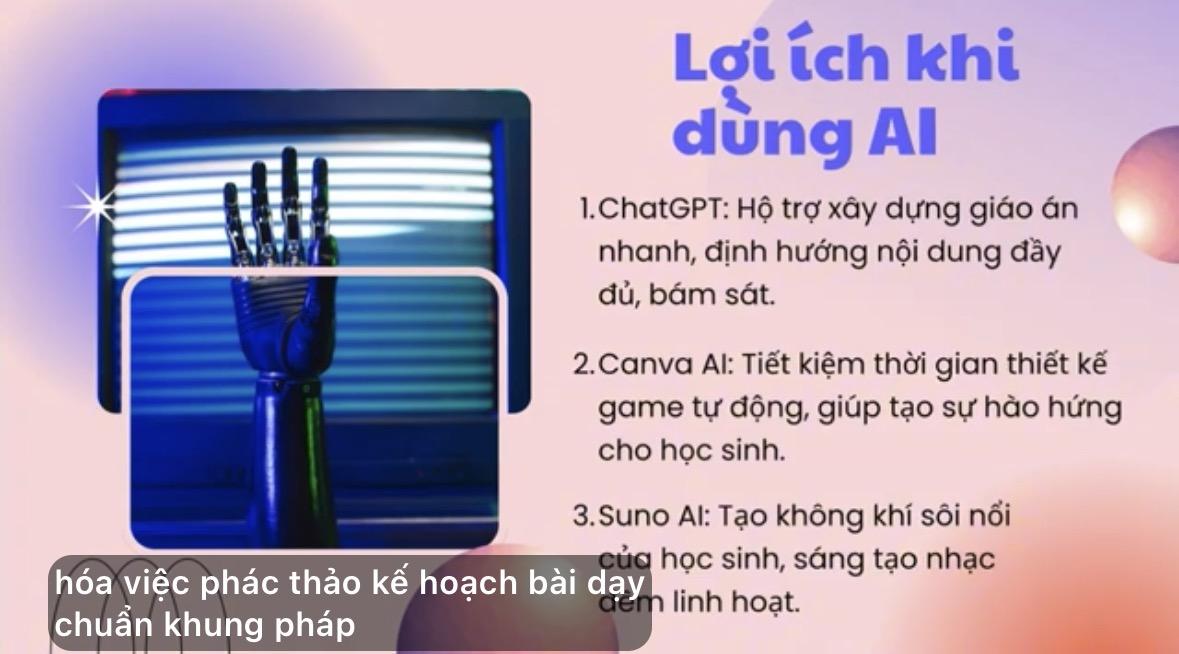 Lợi ích khi
dùng AI
1. ChatGPT: Hộ trợ xây dựng giáo án
nhanh, định hướng nội dung đầy
đủ, bám sát.
2. Canva AI: Tiết kiệm thời gian thiết kế
game tự động, giúp tạo sự hào hứng
cho học sinh.
3. Suno AI: Tạo không khí sôi nổi
của học sinh, sáng tạo nhạc
đêm linh hoạt.
hóa việc phác thảo kế hoạch bài dạy
chuẩn khung pháp